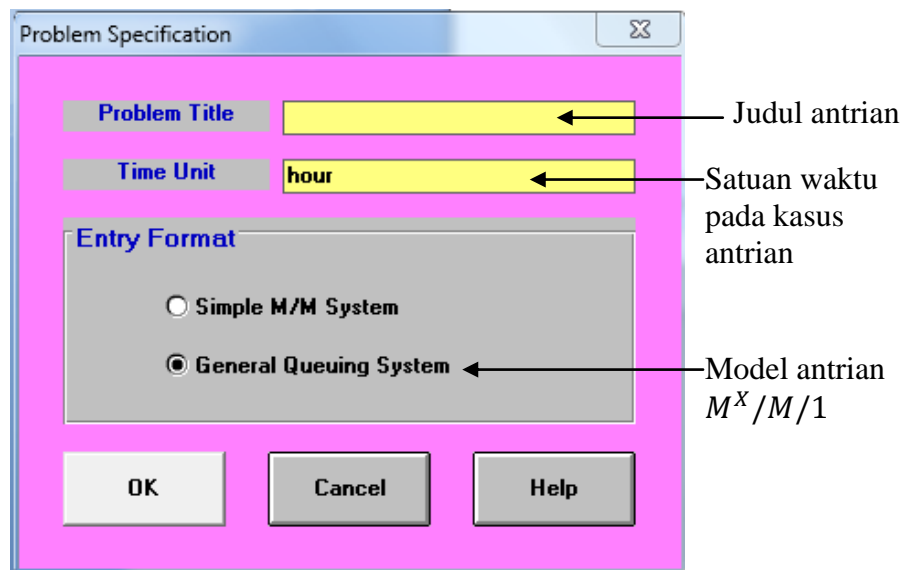 Problem Specification
Problem Title
Judul antrian
Time Unit
hour
Satuan waktu
pada kasus
antrian
Entry Format
Simple M/M System
General Queuing System
Model antrian
$M^X/M/1$
OK
Cancel
Help